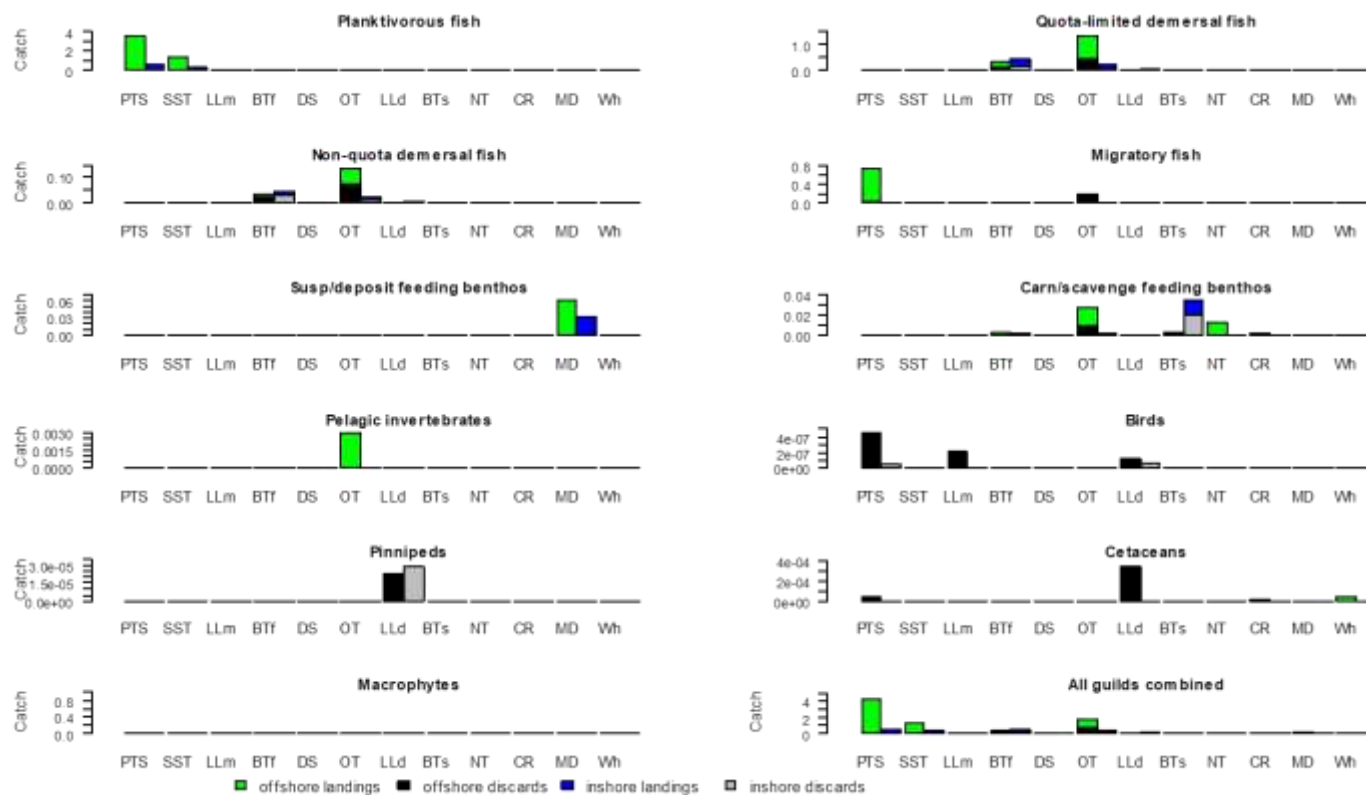 Planktivorous fish
Catch
4
2
0
PTS SST LLm BTf DS OT LLd BTs NT CR MD Wh
Quota-limited demersal fish
1.0
0.0
PTS SST LLm BTf DS OT LLd BTs NT CR MD Wh
Non-quota demersal fish
Catch
0.10
0.00
PTS SST LLm BTf DS OT LLd BTs NT CR MD Wh
Migratory fish
0.8
0.4
0.0
PTS SST LLm BTf DS OT LLd BTs NT CR MD Wh
Susp/deposit feeding benthos
Catch
0.06
0.03
0.00
PTS SST LLm BTf DS OT LLd BTs NT CR MD Wh
Carn/scavenge feeding benthos
0.04
0.02
0.00
PTS SST LLm BTf DS OT LLd BTs NT CR MD Wh
Pelagic invertebrates
Catch
0.0030
0.0015
0.0000
PTS SST LLm BTf DS OT LLd BTs NT CR MD Wh
Birds
4e-07
2e-07
0e+00
PTS SST LLm BTf DS OT LLd BTs NT CR MD Wh
Pinnipeds
Catch
3.0e-05
1.5e-05
0.0e+00
PTS SST LLm BTf DS OT LLd BTs NT CR MD Wh
Cetaceans
4e-04
2e-04
0e+00
PTS SST LLm BTf DS OT LLd BTs NT CR MD Wh
Macrophytes
Catch
0.8
0.4
0.0
PTS SST LLm BTf DS OT LLd BTs NT CR MD Wh
All guilds combined
Catch
4
2
0
PTS SST LLm BTf DS OT LLd BTs NT CR MD Wh
offshore landings offshore discards inshore landings inshore discards